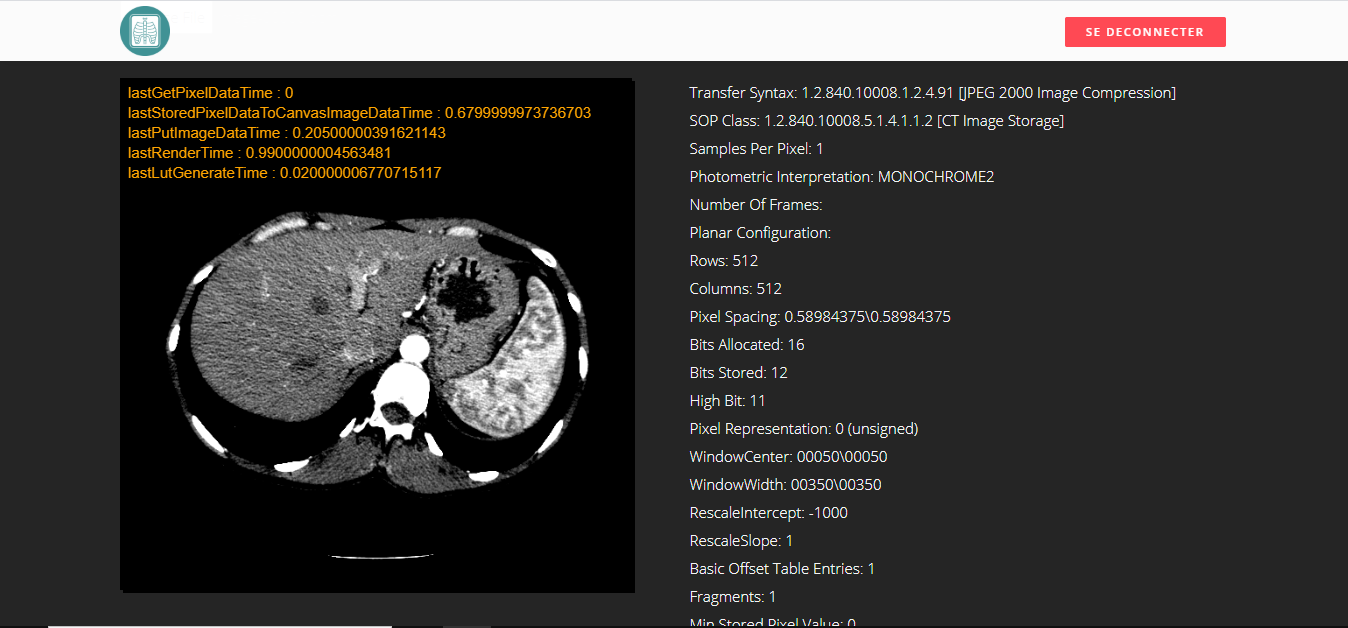 SE DECONNECTER
lastGetPixelDataTime : 0
lastStoredPixelDataToCanvasImageDataTime : 0.6799999973736703
lastPutImageDataTime : 0.20500000391621143
lastRenderTime : 0.9900000004563481
lastLutGenerateTime : 0.020000006770715117
Transfer Syntax: 1.2.840.10008.1.2.4.91 [JPEG 2000 Image Compression]
SOP Class: 1.2.840.10008.5.1.4.1.1.2 [CT Image Storage]
Samples Per Pixel: 1
Photometric Interpretation: MONOCHROME2
Number Of Frames:
Planar Configuration:
Rows: 512
Columns: 512
Pixel Spacing: 0.58984375\0.58984375
Bits Allocated: 16
Bits Stored: 12
High Bit: 11
Pixel Representation: 0 (unsigned)
WindowCenter: 00050\00050
WindowWidth: 00350\00350
RescaleIntercept: -1000
RescaleSlope: 1
Basic Offset Table Entries: 1
Fragments: 1
Min Stored Pixel Value: 0